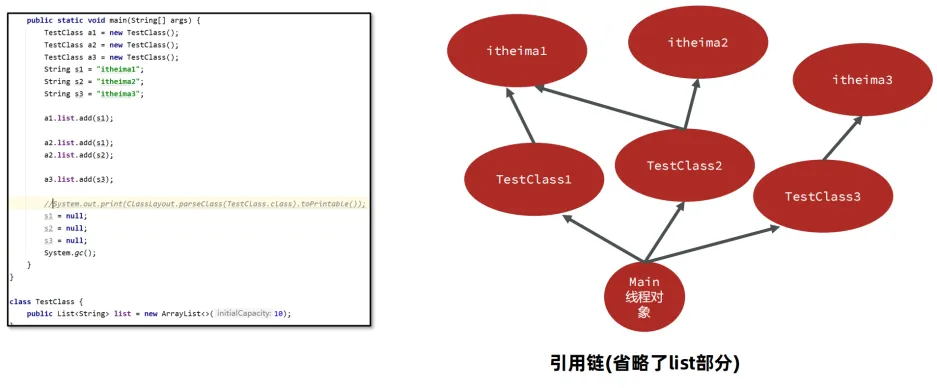 public static void main(String[] args) {
TestClass a1 = new TestClass();
TestClass a2 = new TestClass();
TestClass a3 = new TestClass();
String s1 = "itheima1";
String s2 = "itheima2";
String s3 = "itheima3";
a1.list.add(s1);
a2.list.add(s1);
a2.list.add(s2);
a3.list.add(s3);
//System.out.print(ClassLayout.parseClass(TestClass.class).toPrintable());
s1 = null;
s2 = null;
s3 = null;
System.gc();
}
}
class TestClass {
public List<String> list = new ArrayList<>( initialCapacity: 10);
itheima1
itheima2
itheima3
TestClass1
TestClass2
TestClass3
Main
线程对
象
引用链(省略了list部分)